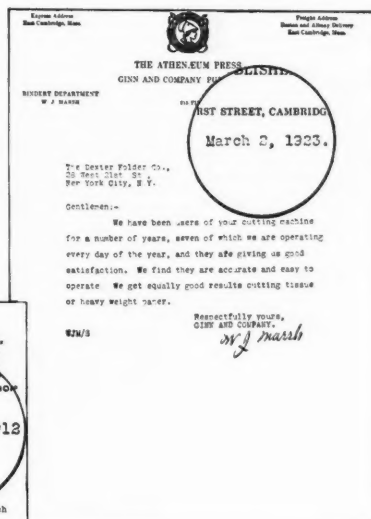 Express Address
East Cambridge, Mass.
Freight Address
Boston and Albany Delivery
East Cambridge, Mass.
THE ATHENÆUM PRESS
GINN AND COMPANY
BLISHE
BINDERY DEPARTMENT
W J MARSH
RST STREET, CAMBRIDG
March 2, 1923.
The Dexter Folder Co.,
28 West 21st St.,
New York City, N Y.
Gentlemen:-
We have been users of your cutting machine
for a number of years, seven of which we are operating
every day of the year, and they are giving us good
satisfaction. We find they are accurate and easy to
operate We get equally good results cutting tissue
or heavy weight paper.
Respectfully yours,
GINN AND COMPANY.
W J Marsh
WJM/S
12